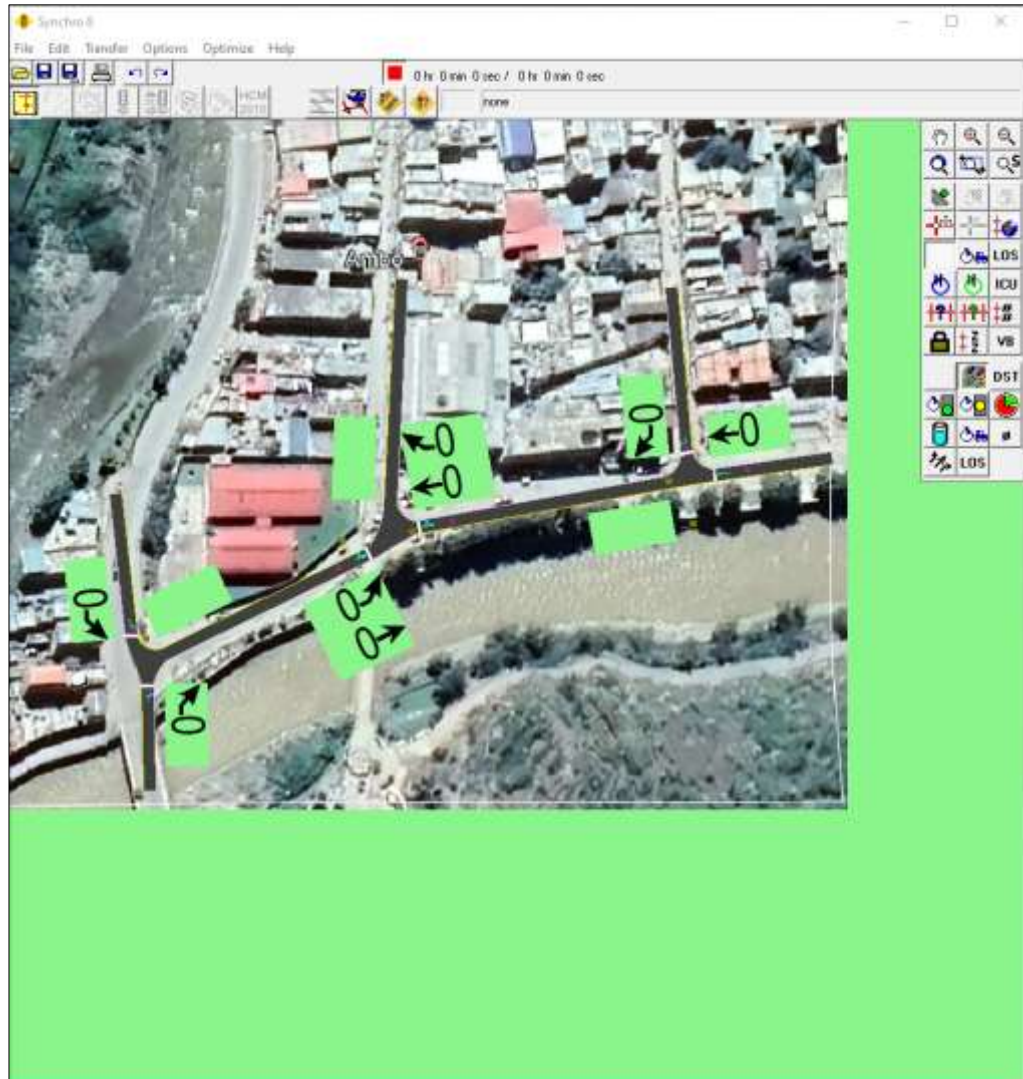 Synchro 8
File Edit Transfer Options Optimize Help
0 hr 0 min 0 sec / 0 hr 0 min 0 sec
HCM
2010
none
S
LOS
ICU
VB
DST
LOS
Ambo
0
0
0
0
0
0
0
0